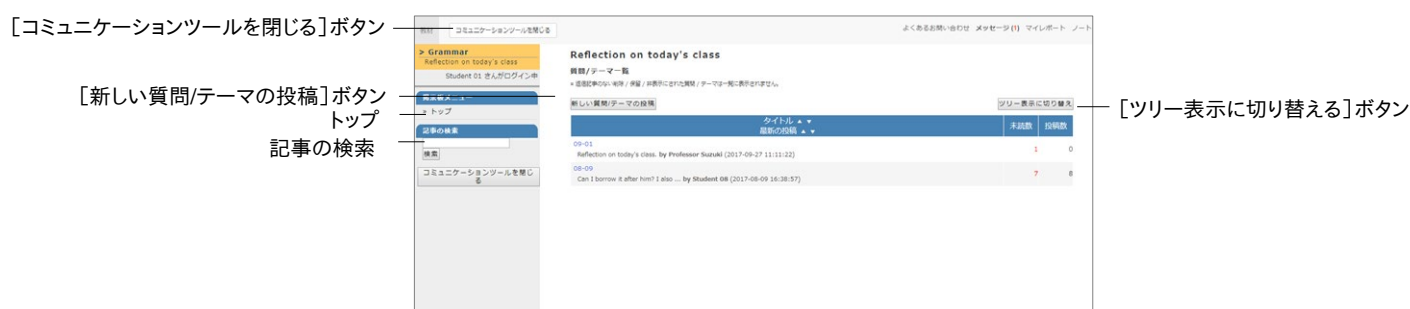 ［コミュニケーションツールを閉じる］ボタン
教材 コミュニケーションツールを閉じる
よくあるお問い合わせ メッセージ(1) マイレポート ノート
> Grammar
Reflection on today's class
Student 01 さんがログイン中
Reflection on today's class
質問/テーマ一覧
［新しい質問/テーマの投稿］ボタン
新しい質問/テーマの投稿
ツリー表示に切り替え
［ツリー表示に切り替える］ボタン
トップ
» トップ
記事の検索
記事の検索
検索
コミュニケーションツールを閉じ
る
タイトル ▲ ▼
最新の投稿 ▲ ▼
未読数 投稿数
09-01
Reflection on today's class. by Professor Suzuki (2017-09-27 11:11:22)
1 0
08-09
Can I borrow it after him? I also ... by Student 08 (2017-08-09 16:38:57)
7 8